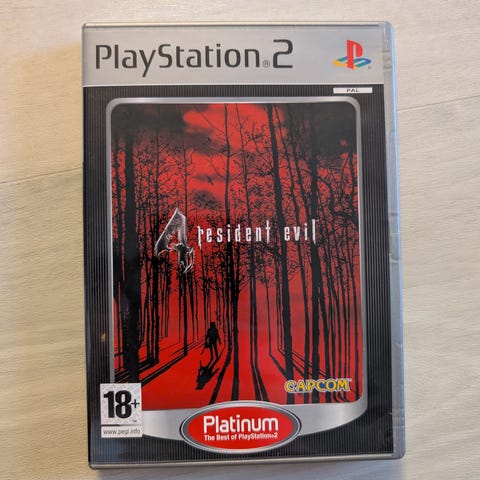 PlayStation®2
PAL
4 resident evil
CAPCOM
18+
www.pegi.info
Platinum
The Best of PlayStation®2